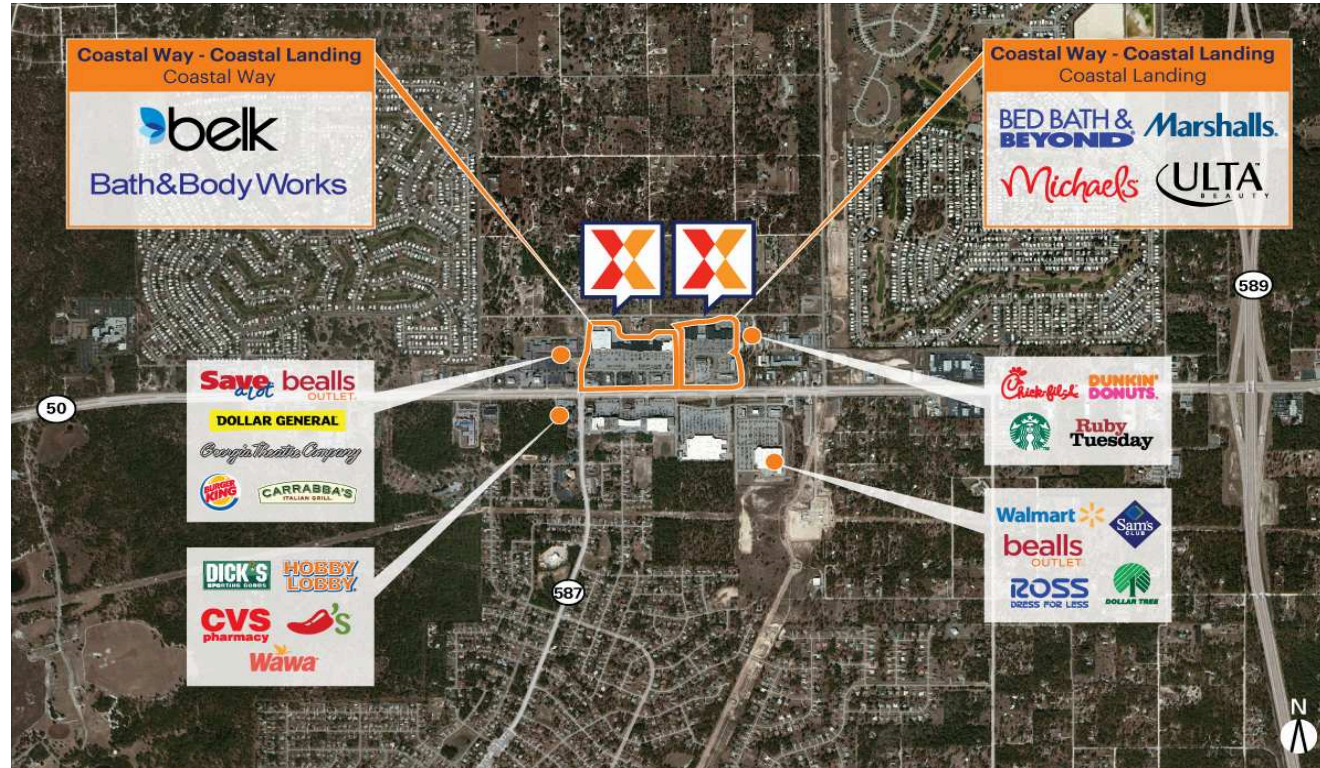 Coastal Way - Coastal Landing
Coastal Way
belk
Bath&Body Works
Coastal Way - Coastal Landing
Coastal Landing
BED BATH &
BEYOND
Marshalls.
Michaels
ULTA
BEAUTY
589
50
587
Save
a lot
bealls
OUTLET.
DOLLAR GENERAL
Georgia Theatre Company
BURGER
KING
CARRABBA'S
ITALIAN GRILL
DICK'S
SPORTING GOODS
HOBBY
LOBBY
CVS
pharmacy
's
Wawa
Chick-fil-A
DUNKIN'
DONUTS
Ruby
Tuesday
Walmart
Sam's
CLUB
bealls
OUTLET
ROSS
DRESS FOR LESS
DOLLAR TREE
N